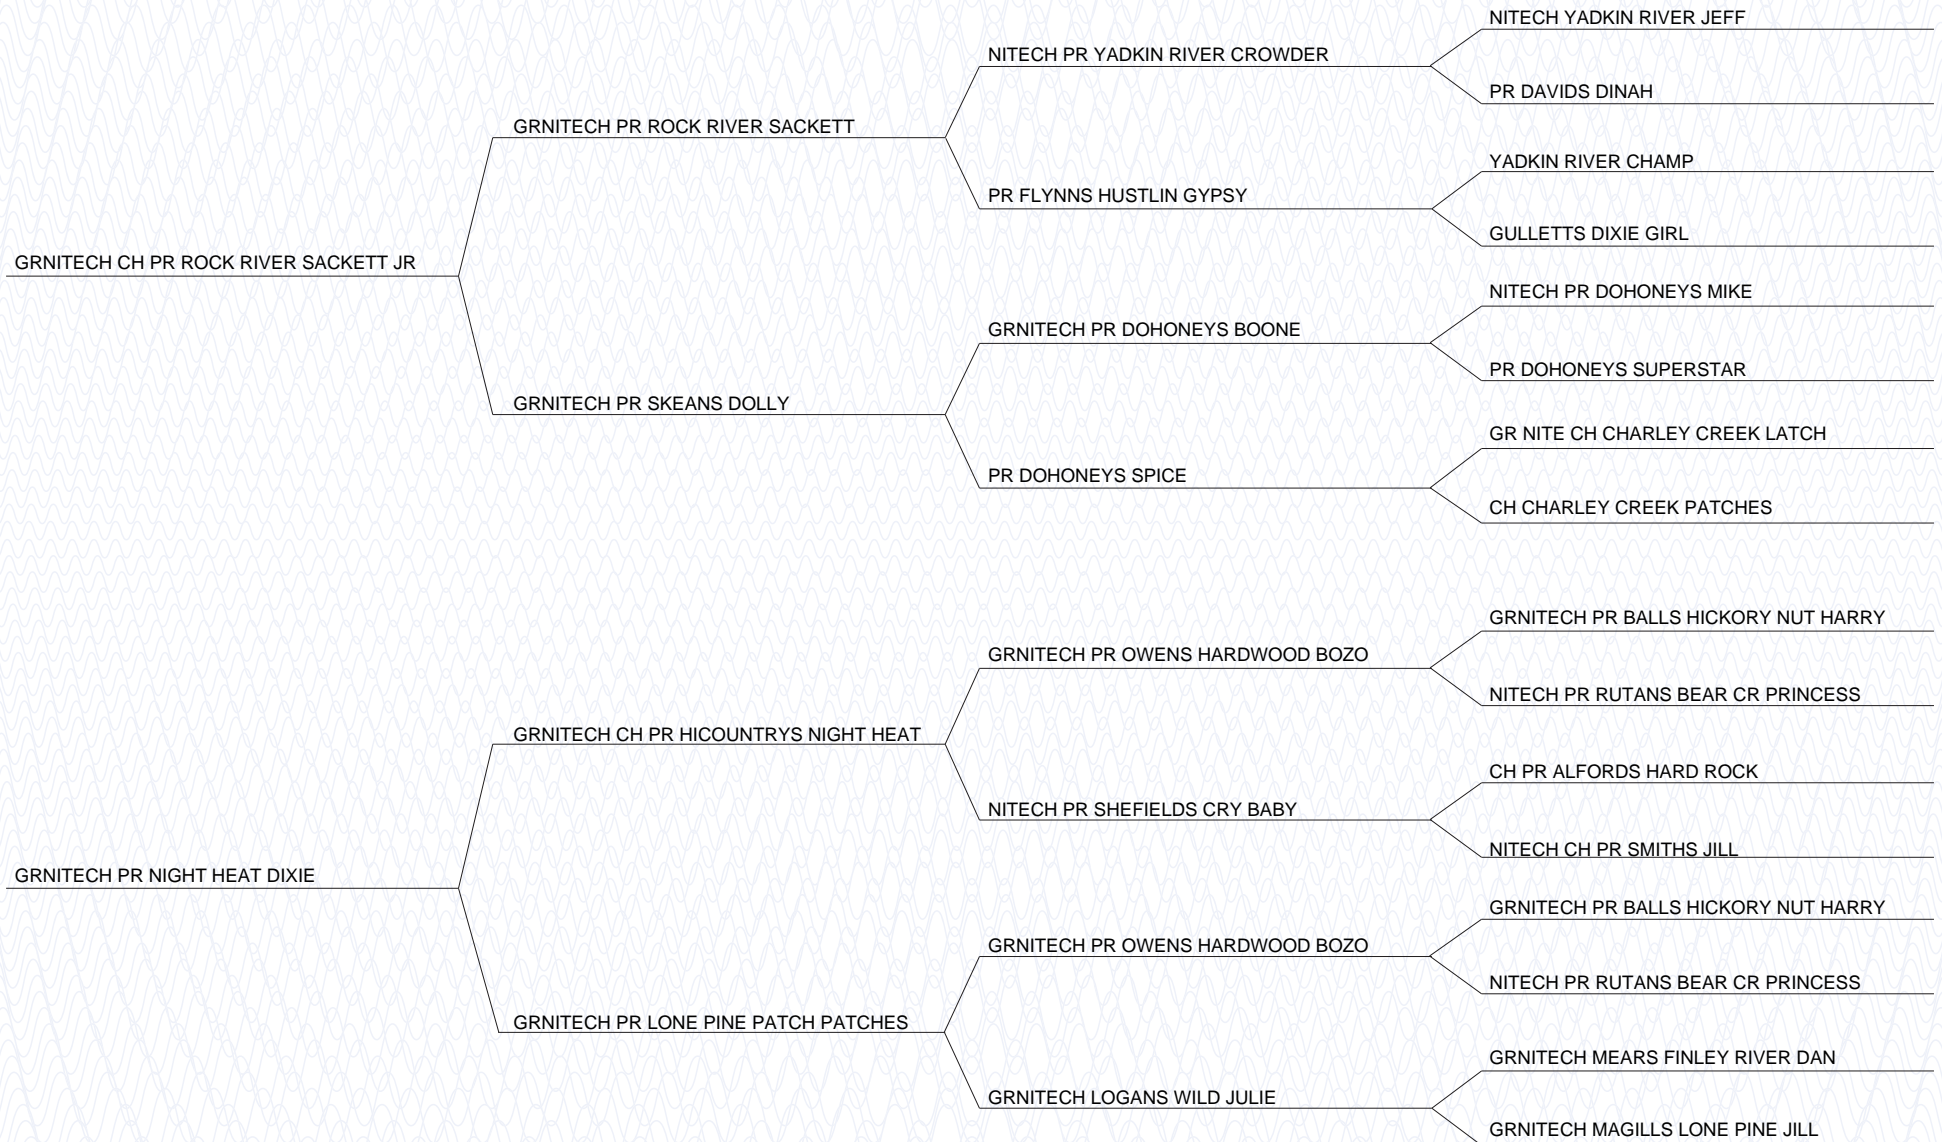 NITECH YADKIN RIVER JEFF
NITECH PR YADKIN RIVER CROWDER
PR DAVIDS DINAH
GRNITECH PR ROCK RIVER SACKETT
YADKIN RIVER CHAMP
PR FLYNNS HUSTLIN GYPSY
GULLETTS DIXIE GIRL
GRNITECH CH PR ROCK RIVER SACKETT JR
NITECH PR DOHONEYS MIKE
GRNITECH PR DOHONEYS BOONE
PR DOHONEYS SUPERSTAR
GRNITECH PR SKEANS DOLLY
GR NITE CH CHARLEY CREEK LATCH
PR DOHONEYS SPICE
CH CHARLEY CREEK PATCHES
GRNITECH PR BALLS HICKORY NUT HARRY
GRNITECH PR OWENS HARDWOOD BOZO
NITECH PR RUTANS BEAR CR PRINCESS
GRNITECH CH PR HICOUNTRYS NIGHT HEAT
CH PR ALFORDS HARD ROCK
NITECH PR SHEFIELDS CRY BABY
NITECH CH PR SMITHS JILL
GRNITECH PR NIGHT HEAT DIXIE
GRNITECH PR BALLS HICKORY NUT HARRY
GRNITECH PR OWENS HARDWOOD BOZO
NITECH PR RUTANS BEAR CR PRINCESS
GRNITECH PR LONE PINE PATCH PATCHES
GRNITECH MEARS FINLEY RIVER DAN
GRNITECH LOGANS WILD JULIE
GRNITECH MAGILLS LONE PINE JILL